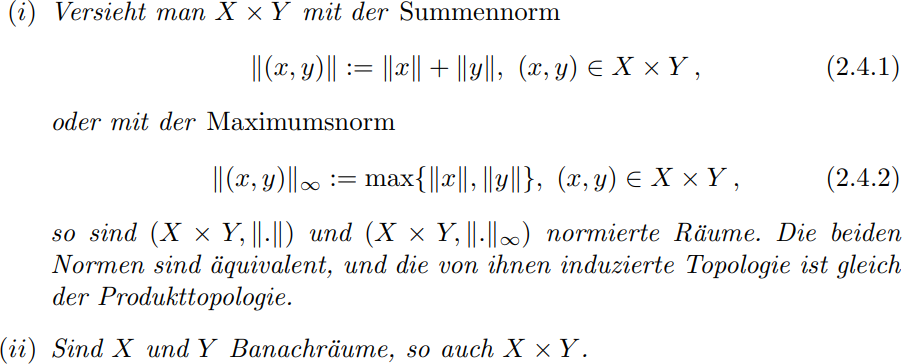 (i) Versieht man X × Y mit der Summennorm
‖(x, y)‖ := ‖x‖ + ‖y‖, (x, y) ∈ X × Y , (2.4.1)
oder mit der Maximumsnorm
‖(x, y)‖∞ := max{‖x‖, ‖y‖}, (x, y) ∈ X × Y , (2.4.2)
so sind (X × Y, ‖.‖) und (X × Y, ‖.‖∞) normierte Räume. Die beiden
Normen sind äquivalent, und die von ihnen induzierte Topologie ist gleich
der Produkttopologie.
(ii) Sind X und Y Banachräume, so auch X × Y .